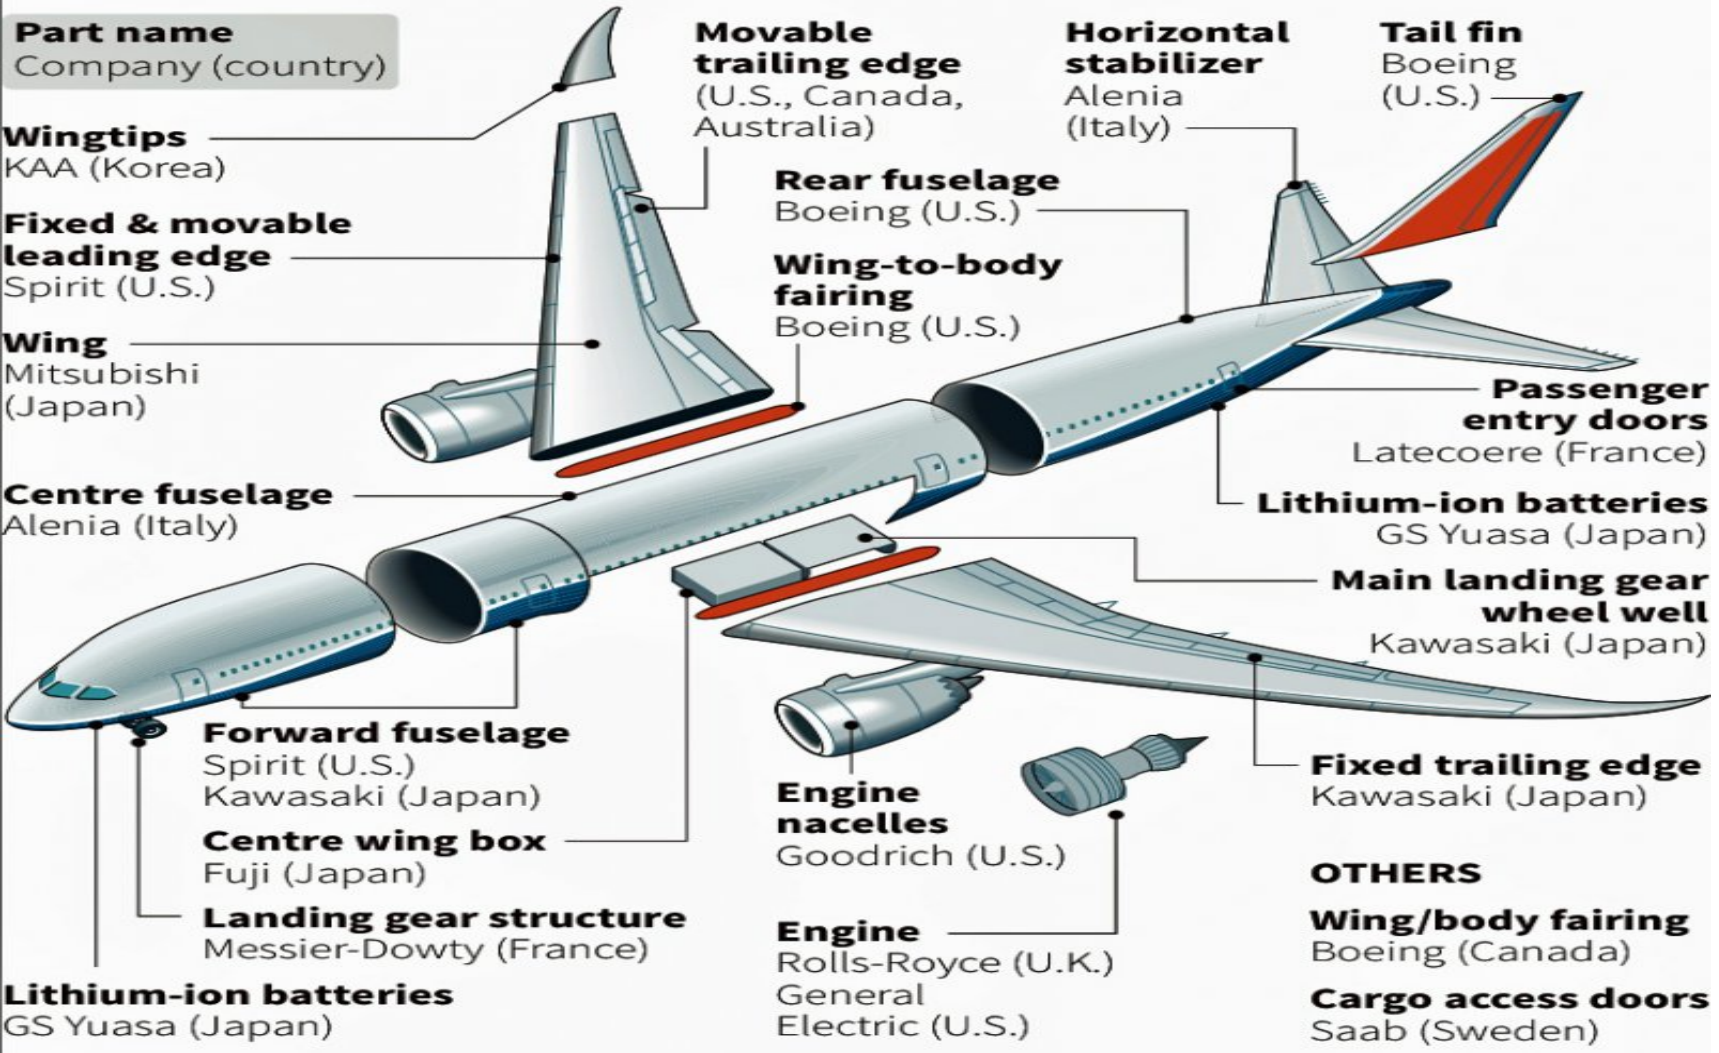 Part name
Company (country)
Wingtips
KAA (Korea)
Fixed & movable
leading edge
Spirit (U.S.)
Wing
Mitsubishi
(Japan)
Centre fuselage
Alenia (Italy)
Movable
trailing edge
(U.S., Canada,
Australia)
Rear fuselage
Boeing (U.S.)
Wing-to-body
fairing
Boeing (U.S.)
Horizontal
stabilizer
Alenia
(Italy)
Tail fin
Boeing
(U.S.)
Passenger
entry doors
Latecoere (France)
Lithium-ion batteries
GS Yuasa (Japan)
Main landing gear
wheel well
Kawasaki (Japan)
Forward fuselage
Spirit (U.S.)
Kawasaki (Japan)
Centre wing box
Fuji (Japan)
Landing gear structure
Messier-Dowty (France)
Lithium-ion batteries
GS Yuasa (Japan)
Engine
nacelles
Goodrich (U.S.)
Engine
Rolls-Royce (U.K.)
General
Electric (U.S.)
Fixed trailing edge
Kawasaki (Japan)
OTHERS
Wing/body fairing
Boeing (Canada)
Cargo access doors
Saab (Sweden)